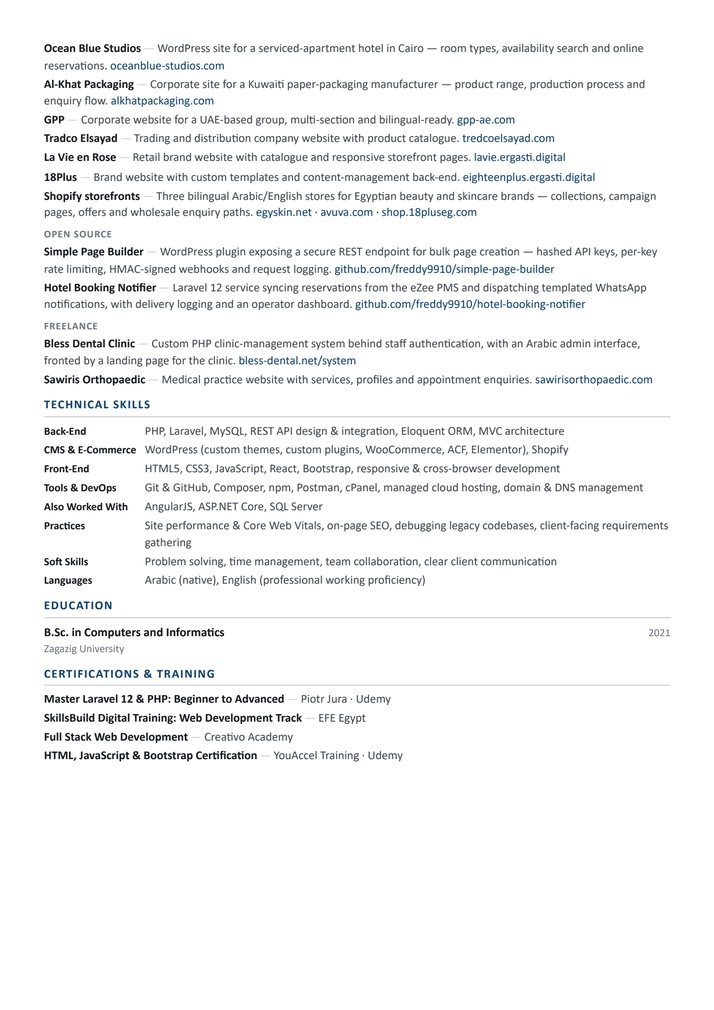 Ocean Blue Studios — WordPress site for a serviced-apartment hotel in Cairo — room types, availability search and online
reservations. oceanblue-studios.com
Al-Khat Packaging — Corporate site for a Kuwaiti paper-packaging manufacturer — product range, production process and
enquiry flow. alkhatpackaging.com
GPP — Corporate website for a UAE-based group, multi-section and bilingual-ready. gpp-ae.com
Tradco Elsayad — Trading and distribution company website with product catalogue. tredcoelsayad.com
La Vie en Rose — Retail brand website with catalogue and responsive storefront pages. lavie.ergasti.digital
18Plus — Brand website with custom templates and content-management back-end. eighteenplus.ergasti.digital
Shopify storefronts — Three bilingual Arabic/English stores for Egyptian beauty and skincare brands — collections, campaign
pages, offers and wholesale enquiry paths. egyskin.net · avuva.com · shop.18pluseg.com
OPEN SOURCE
Simple Page Builder — WordPress plugin exposing a secure REST endpoint for bulk page creation — hashed API keys, per-key
rate limiting, HMAC-signed webhooks and request logging. github.com/freddy9910/simple-page-builder
Hotel Booking Notifier — Laravel 12 service syncing reservations from the eZee PMS and dispatching templated WhatsApp
notifications, with delivery logging and an operator dashboard. github.com/freddy9910/hotel-booking-notifier
FREELANCE
Bless Dental Clinic — Custom PHP clinic-management system behind staff authentication, with an Arabic admin interface,
fronted by a landing page for the clinic. bless-dental.net/system
Sawiris Orthopaedic — Medical practice website with services, profiles and appointment enquiries. sawirisorthopaedic.com
TECHNICAL SKILLS
Back-End PHP, Laravel, MySQL, REST API design & integration, Eloquent ORM, MVC architecture
CMS & E-Commerce WordPress (custom themes, custom plugins, WooCommerce, ACF, Elementor), Shopify
Front-End HTML5, CSS3, JavaScript, React, Bootstrap, responsive & cross-browser development
Tools & DevOps Git & GitHub, Composer, npm, Postman, cPanel, managed cloud hosting, domain & DNS management
Also Worked With AngularJS, ASP.NET Core, SQL Server
Practices Site performance & Core Web Vitals, on-page SEO, debugging legacy codebases, client-facing requirements
gathering
Soft Skills Problem solving, time management, team collaboration, clear client communication
Languages Arabic (native), English (professional working proficiency)
EDUCATION
B.Sc. in Computers and Informatics 2021
Zagazig University
CERTIFICATIONS & TRAINING
Master Laravel 12 & PHP: Beginner to Advanced — Piotr Jura · Udemy
SkillsBuild Digital Training: Web Development Track — EFE Egypt
Full Stack Web Development — Creativo Academy
HTML, JavaScript & Bootstrap Certification — YouAccel Training · Udemy